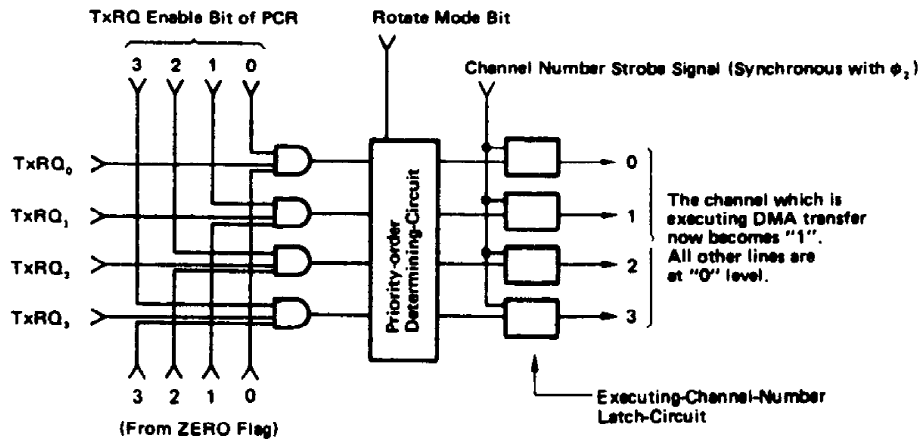 TxRQ Enable Bit of PCR
3 2 1 0
Rotate Mode Bit
Channel Number Strobe Signal (Synchronous with ϕ₂)
TxRQ₀
TxRQ₁
TxRQ₂
TxRQ₃
Priority-order
Determining-Circuit
0
1
2
3
The channel which is
executing DMA transfer
now becomes "1".
All other lines are
at "0" level.
3 2 1 0
(From ZERO Flag)
Executing-Channel-Number
Latch-Circuit